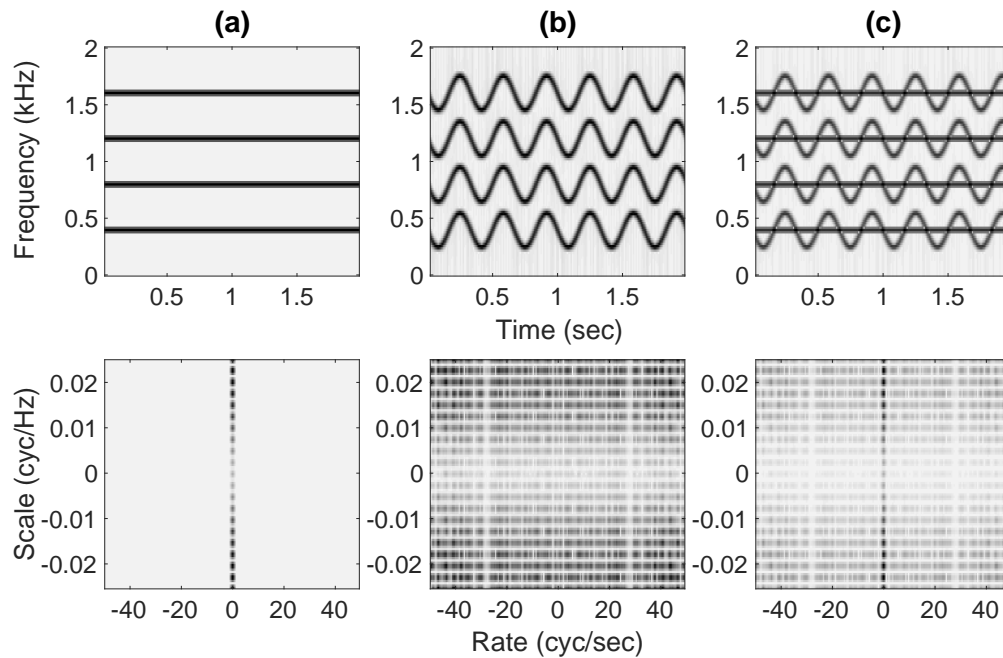 (a) (b) (c)
Frequency (kHz)
2 2 2
1.5 1.5 1.5
1 1 1
0.5 0.5 0.5
0 0 0
0.5 1 1.5 0.5 1 1.5 0.5 1 1.5
Time (sec)
Scale (cyc/Hz)
0.02 0.02 0.02
0.01 0.01 0.01
0 0 0
-0.01 -0.01 -0.01
-0.02 -0.02 -0.02
-40 -20 0 20 40 -40 -20 0 20 40 -40 -20 0 20 40
Rate (cyc/sec)